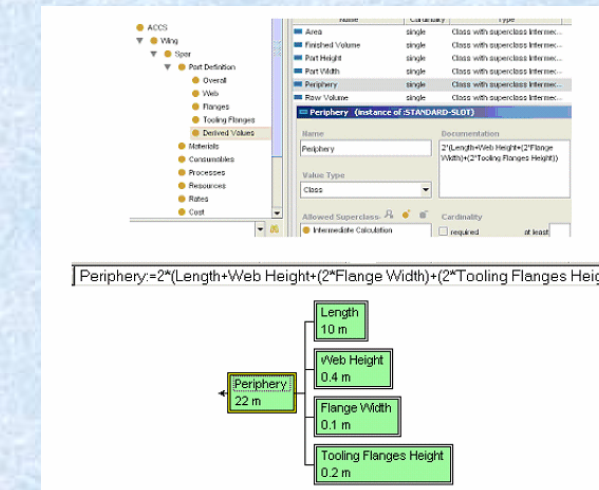 Name Cardinality Type
ACCS
Wing
Spar
Part Definition
Overall
Web
Flanges
Tooling Flanges
Derived Values
Materials
Consumables
Processes
Resources
Rates
Cost
Area single Class with superclass Intermec...
Finished Volume single Class with superclass Intermec...
Part Height single Class with superclass Intermec...
Part Width single Class with superclass Intermec...
Periphery single Class with superclass Intermec...
Raw Volume single Class with superclass Intermec...
Periphery (instance of :STANDARD-SLOT)
Name Documentation
Periphery
2*(Length+Web Height+(2*Flange
Width)+(2*Tooling Flanges Height))
Value Type
Class
Allowed Superclass- Cardinality
Intermediate Calculation required at least
Periphery:=2*(Length+Web Height+(2*Flange Width)+(2*Tooling Flanges Heig
Length
10 m
Web Height
0.4 m
Periphery
22 m
Flange Width
0.1 m
Tooling Flanges Height
0.2 m